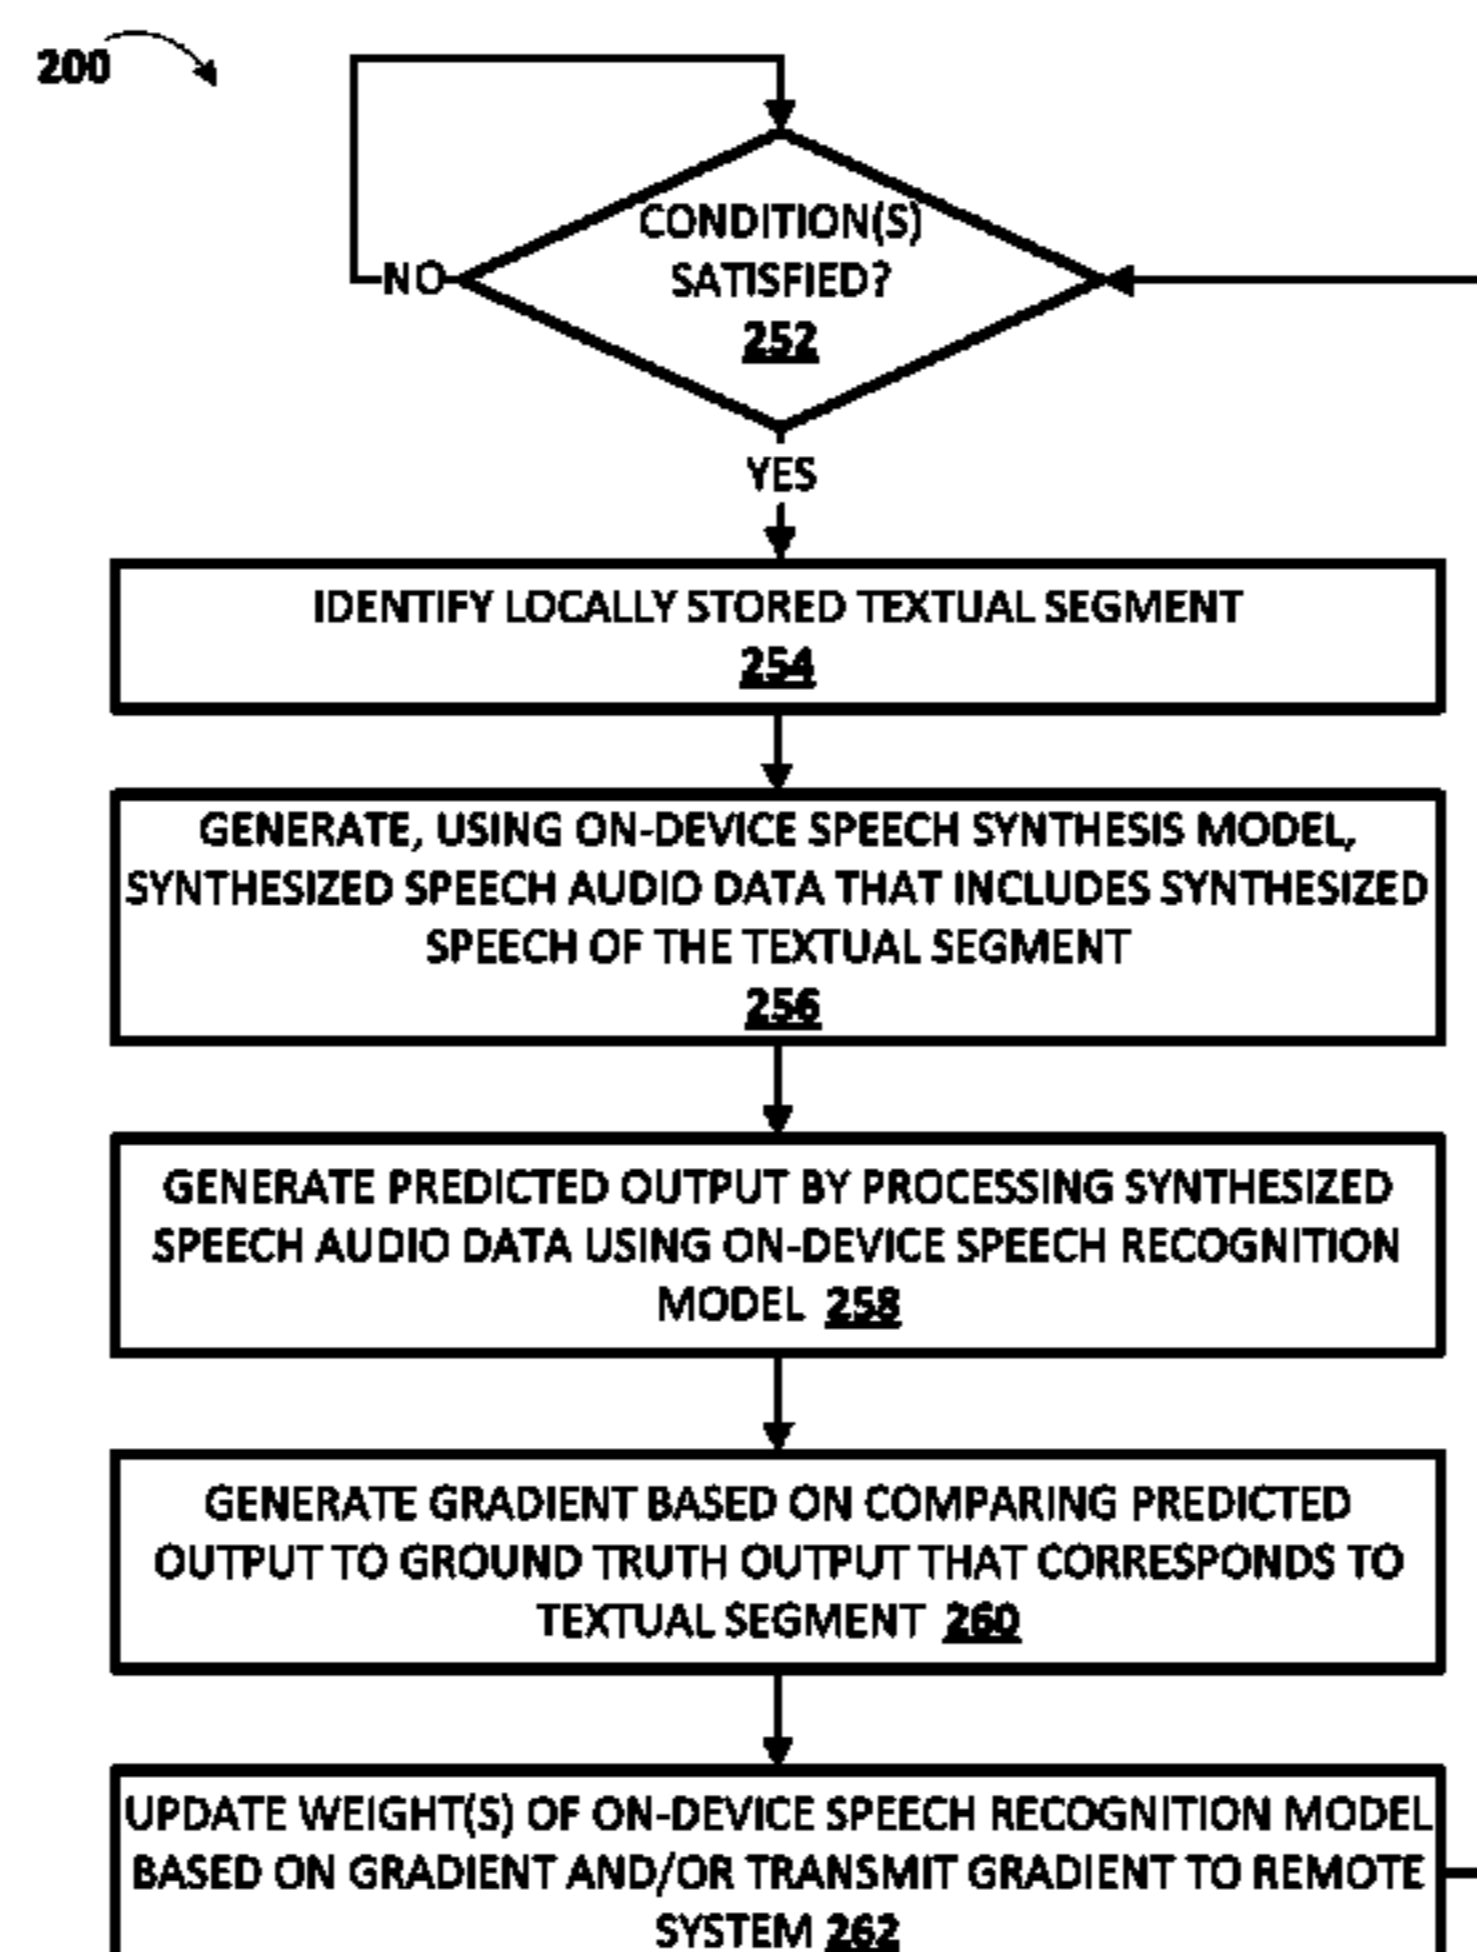 200
CONDITION(S)
SATISFIED?
252
NO
YES
IDENTIFY LOCALLY STORED TEXTUAL SEGMENT
254
GENERATE, USING ON-DEVICE SPEECH SYNTHESIS MODEL,
SYNTHESIZED SPEECH AUDIO DATA THAT INCLUDES SYNTHESIZED
SPEECH OF THE TEXTUAL SEGMENT
256
GENERATE PREDICTED OUTPUT BY PROCESSING SYNTHESIZED
SPEECH AUDIO DATA USING ON-DEVICE SPEECH RECOGNITION
MODEL 258
GENERATE GRADIENT BASED ON COMPARING PREDICTED
OUTPUT TO GROUND TRUTH OUTPUT THAT CORRESPONDS TO
TEXTUAL SEGMENT 260
UPDATE WEIGHT(S) OF ON-DEVICE SPEECH RECOGNITION MODEL
BASED ON GRADIENT AND/OR TRANSMIT GRADIENT TO REMOTE
SYSTEM 262